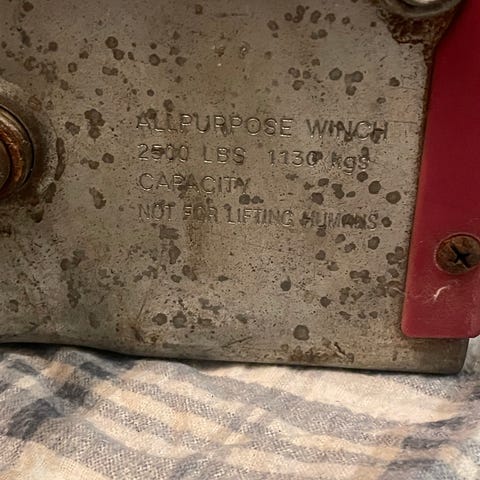 ALLPURPOSE WINCH
2500 LBS 1130 kgs
CAPACITY
NOT FOR LIFTING HUMANS